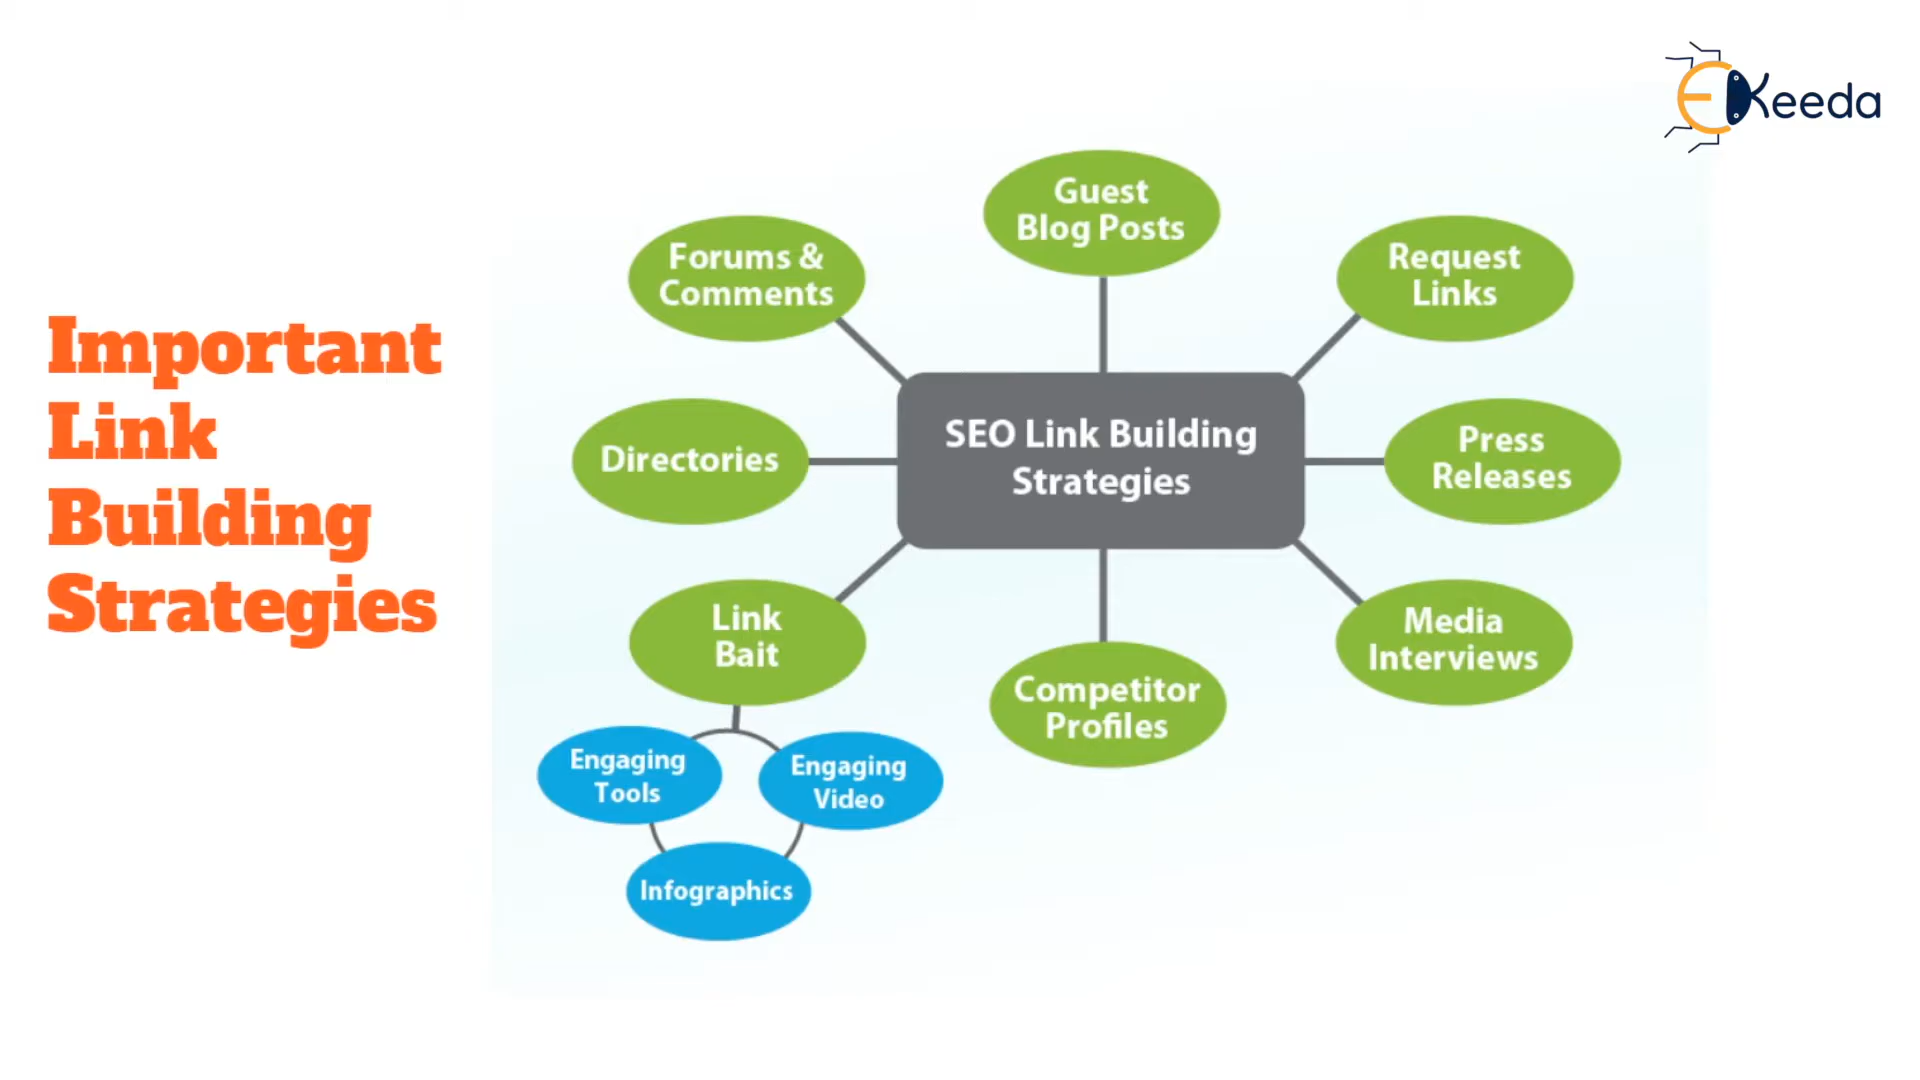 EKeeda
Important
Link
Building
Strategies
Guest
Blog Posts
Forums &
Comments
Request
Links
Directories
SEO Link Building
Strategies
Press
Releases
Link
Bait
Competitor
Profiles
Media
Interviews
Engaging
Tools
Engaging
Video
Infographics